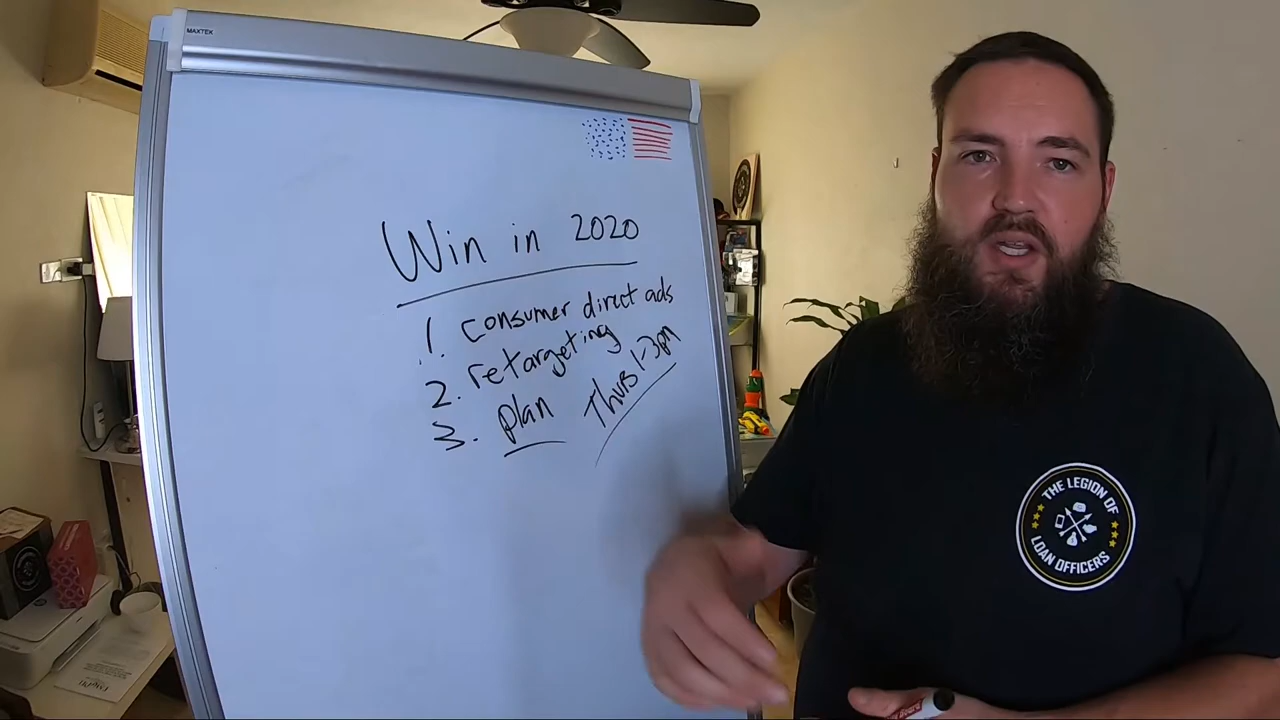 MAXTEK
Win in 2020
1. consumer direct ads
2. retargeting
3. plan Thurs 1-3pm
THE LEGION OF
LOAN OFFICERS